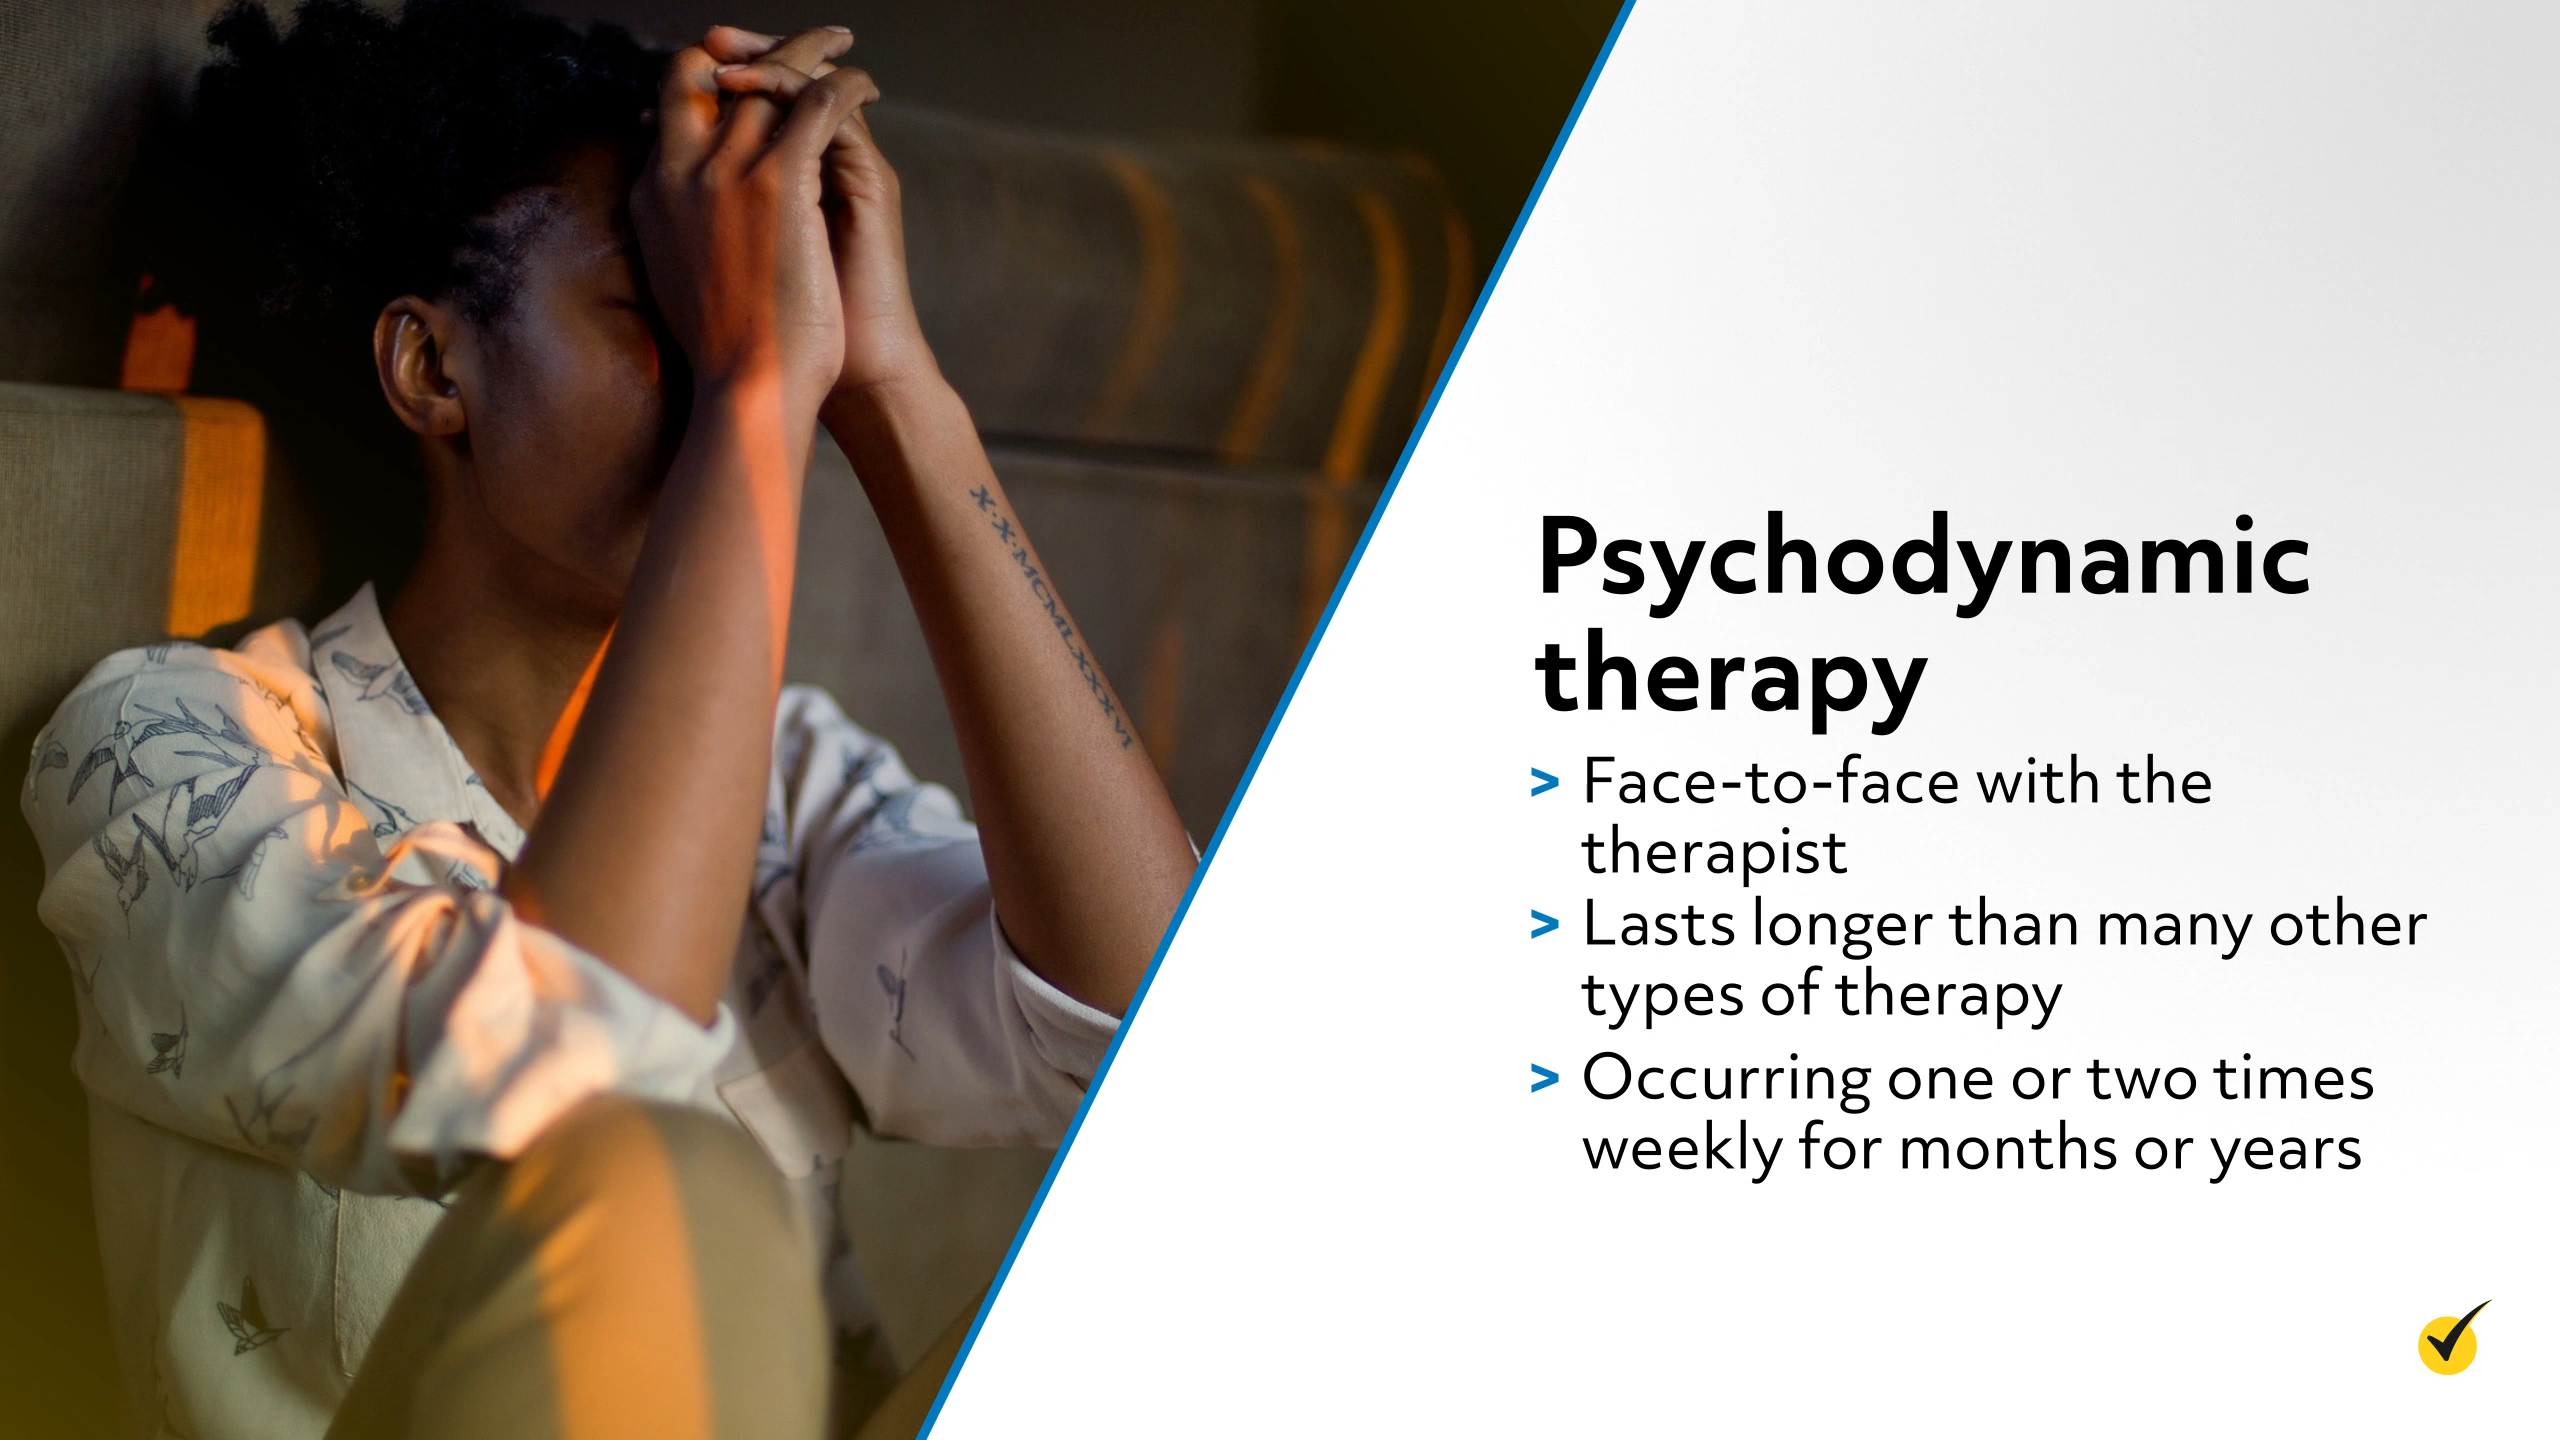 X·X·MCMLXXXVI
Psychodynamic
therapy
> Face-to-face with the
therapist
> Lasts longer than many other
types of therapy
> Occurring one or two times
weekly for months or years